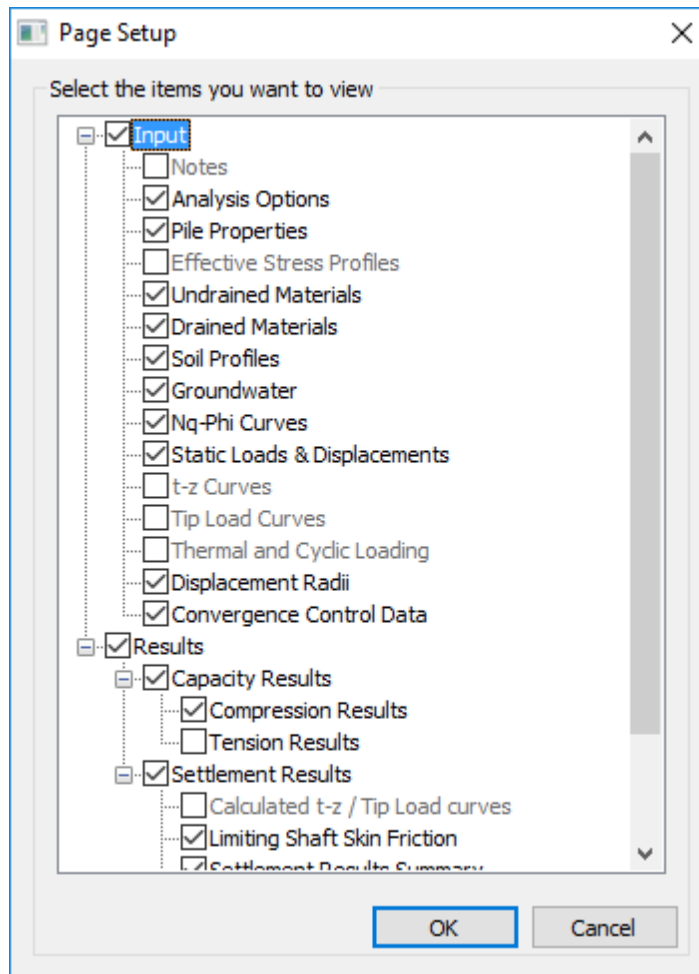 Page Setup
Select the items you want to view
Input
Notes
Analysis Options
Pile Properties
Effective Stress Profiles
Undrained Materials
Drained Materials
Soil Profiles
Groundwater
Nq-Phi Curves
Static Loads & Displacements
t-z Curves
Tip Load Curves
Thermal and Cyclic Loading
Displacement Radii
Convergence Control Data
Results
Capacity Results
Compression Results
Tension Results
Settlement Results
Calculated t-z / Tip Load curves
Limiting Shaft Skin Friction
Settlement Results Summary
OK Cancel